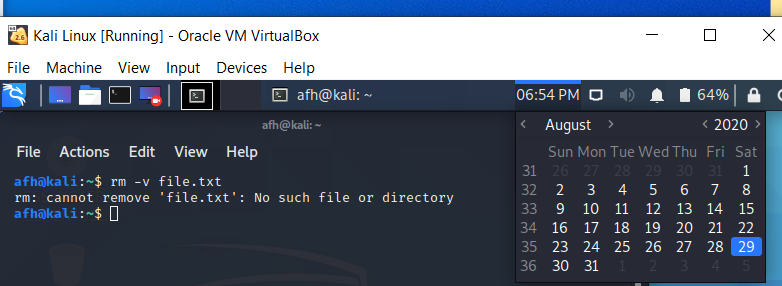 Kali Linux [Running] - Oracle VM VirtualBox
File Machine View Input Devices Help
afh@kali: ~ 06:54 PM 64%
afh@kali: ~
File Actions Edit View Help
afh@kali:~$ rm -v file.txt
rm: cannot remove 'file.txt': No such file or directory
afh@kali:~$
< August > < 2020 >
Sun Mon Tue Wed Thu Fri Sat
31 26 27 28 29 30 31 1
32 2 3 4 5 6 7 8
33 9 10 11 12 13 14 15
34 16 17 18 19 20 21 22
35 23 24 25 26 27 28 29
36 30 31 1 2 3 4 5